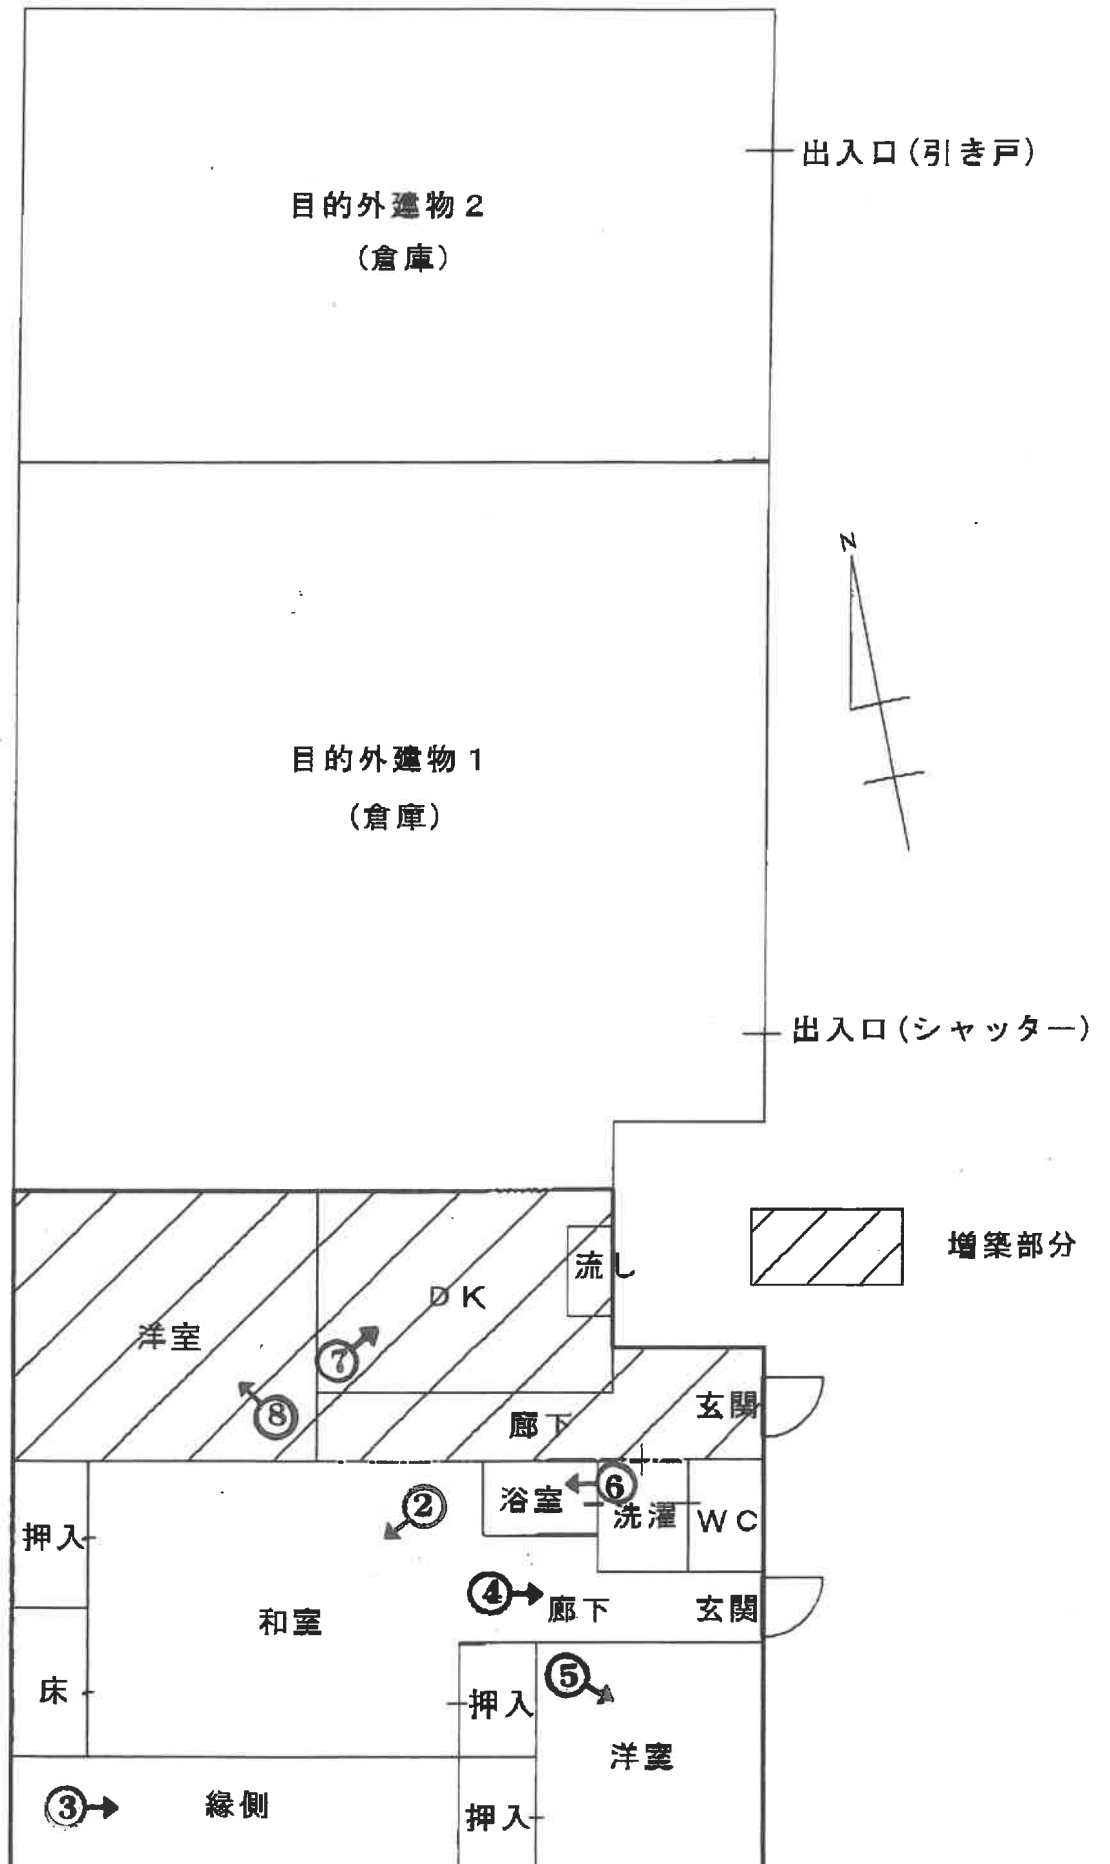 出入口(引き戸)
目的外建物2
(倉庫)
N
目的外建物1
(倉庫)
出入口(シャッター)
増築部分
流し
DK
洋室
⑦
⑧
玄関
廊下
⑥
浴室
②
洗濯
WC
押入
④
廊下
玄関
和室
⑤
床
押入
洋室
③
縁側
押入